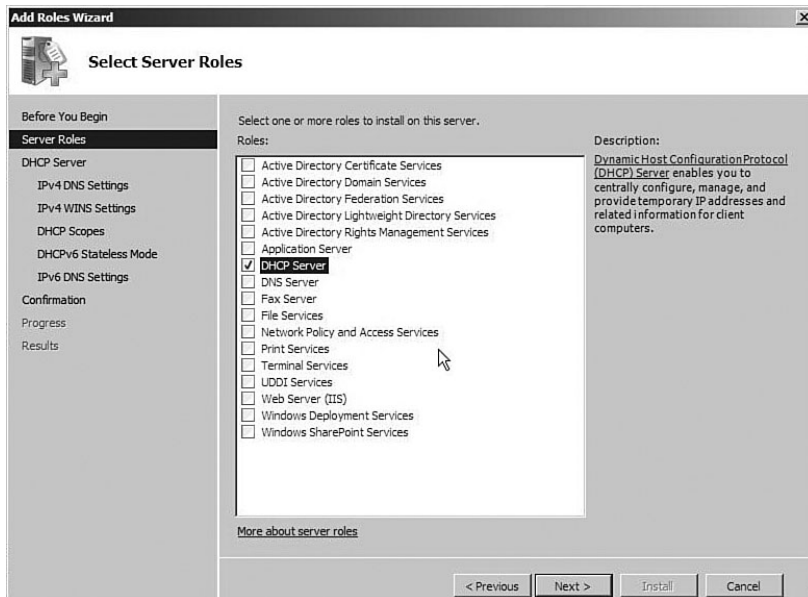 Add Roles Wizard
Select Server Roles
Before You Begin
Server Roles
DHCP Server
IPv4 DNS Settings
IPv4 WINS Settings
DHCP Scopes
DHCPv6 Stateless Mode
IPv6 DNS Settings
Confirmation
Progress
Results
Select one or more roles to install on this server.
Roles:
Active Directory Certificate Services
Active Directory Domain Services
Active Directory Federation Services
Active Directory Lightweight Directory Services
Active Directory Rights Management Services
Application Server
DHCP Server
DNS Server
Fax Server
File Services
Network Policy and Access Services
Print Services
Terminal Services
UDDI Services
Web Server (IIS)
Windows Deployment Services
Windows SharePoint Services
More about server roles
Description:
Dynamic Host Configuration Protocol
(DHCP) Server enables you to
centrally configure, manage, and
provide temporary IP addresses and
related information for client
computers.
< Previous
Next >
Install
Cancel